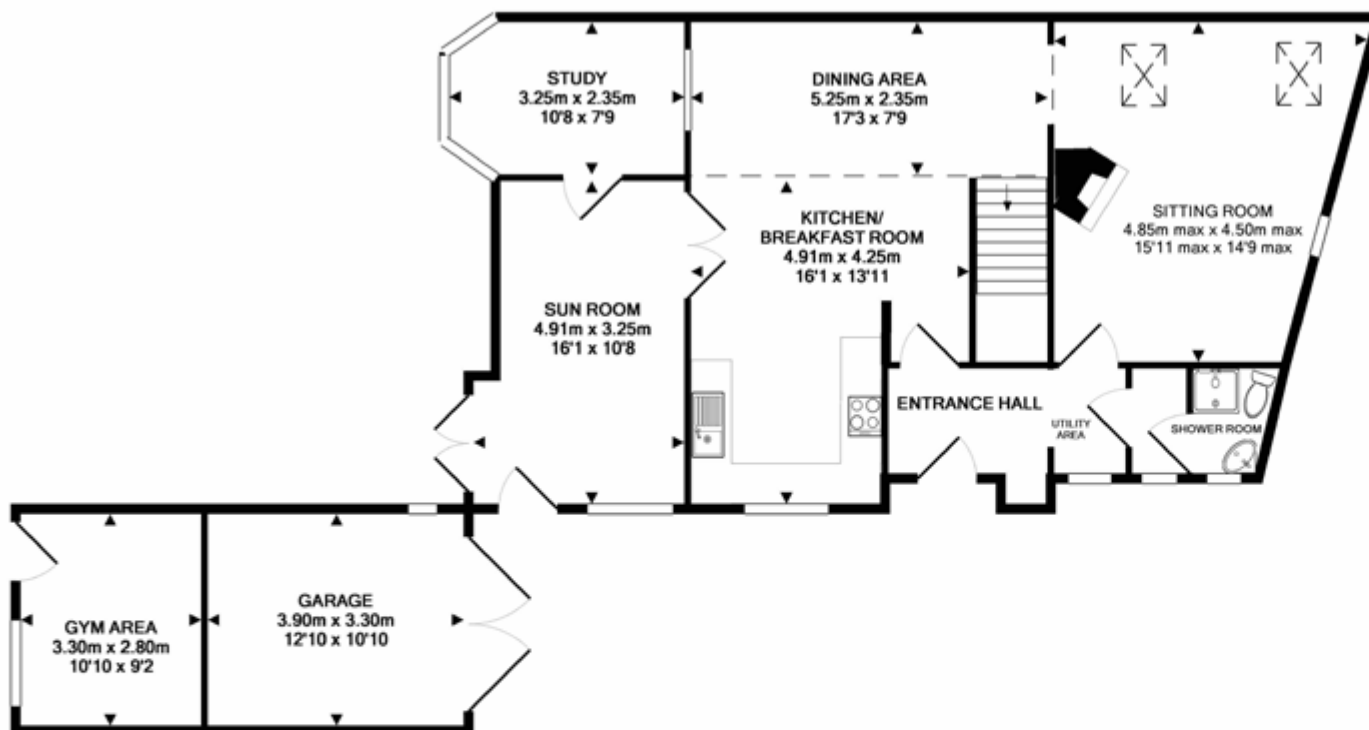 STUDY
3.25m x 2.35m
10'8 x 7'9
DINING AREA
5.25m x 2.35m
17'3 x 7'9
KITCHEN/
BREAKFAST ROOM
4.91m x 4.25m
16'1 x 13'11
SITTING ROOM
4.85m max x 4.50m max
15'11 max x 14'9 max
SUN ROOM
4.91m x 3.25m
16'1 x 10'8
ENTRANCE HALL
UTILITY
AREA
SHOWER ROOM
GYM AREA
3.30m x 2.80m
10'10 x 9'2
GARAGE
3.90m x 3.30m
12'10 x 10'10